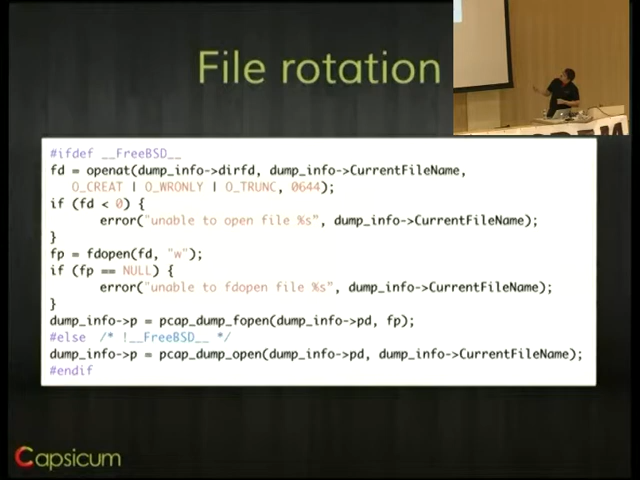 File rotation
#ifdef __FreeBSD__
fd = openat(dump_info->dirfd, dump_info->CurrentFileName,
O_CREAT | O_WRONLY | O_TRUNC, 0644);
if (fd < 0) {
error("unable to open file %s", dump_info->CurrentFileName);
}
fp = fdopen(fd, "w");
if (fp == NULL) {
error("unable to fdopen file %s", dump_info->CurrentFileName);
}
dump_info->p = pcap_dump_fopen(dump_info->pd, fp);
#else /* !__FreeBSD__ */
dump_info->p = pcap_dump_open(dump_info->pd, dump_info->CurrentFileName);
#endif
Capsicum